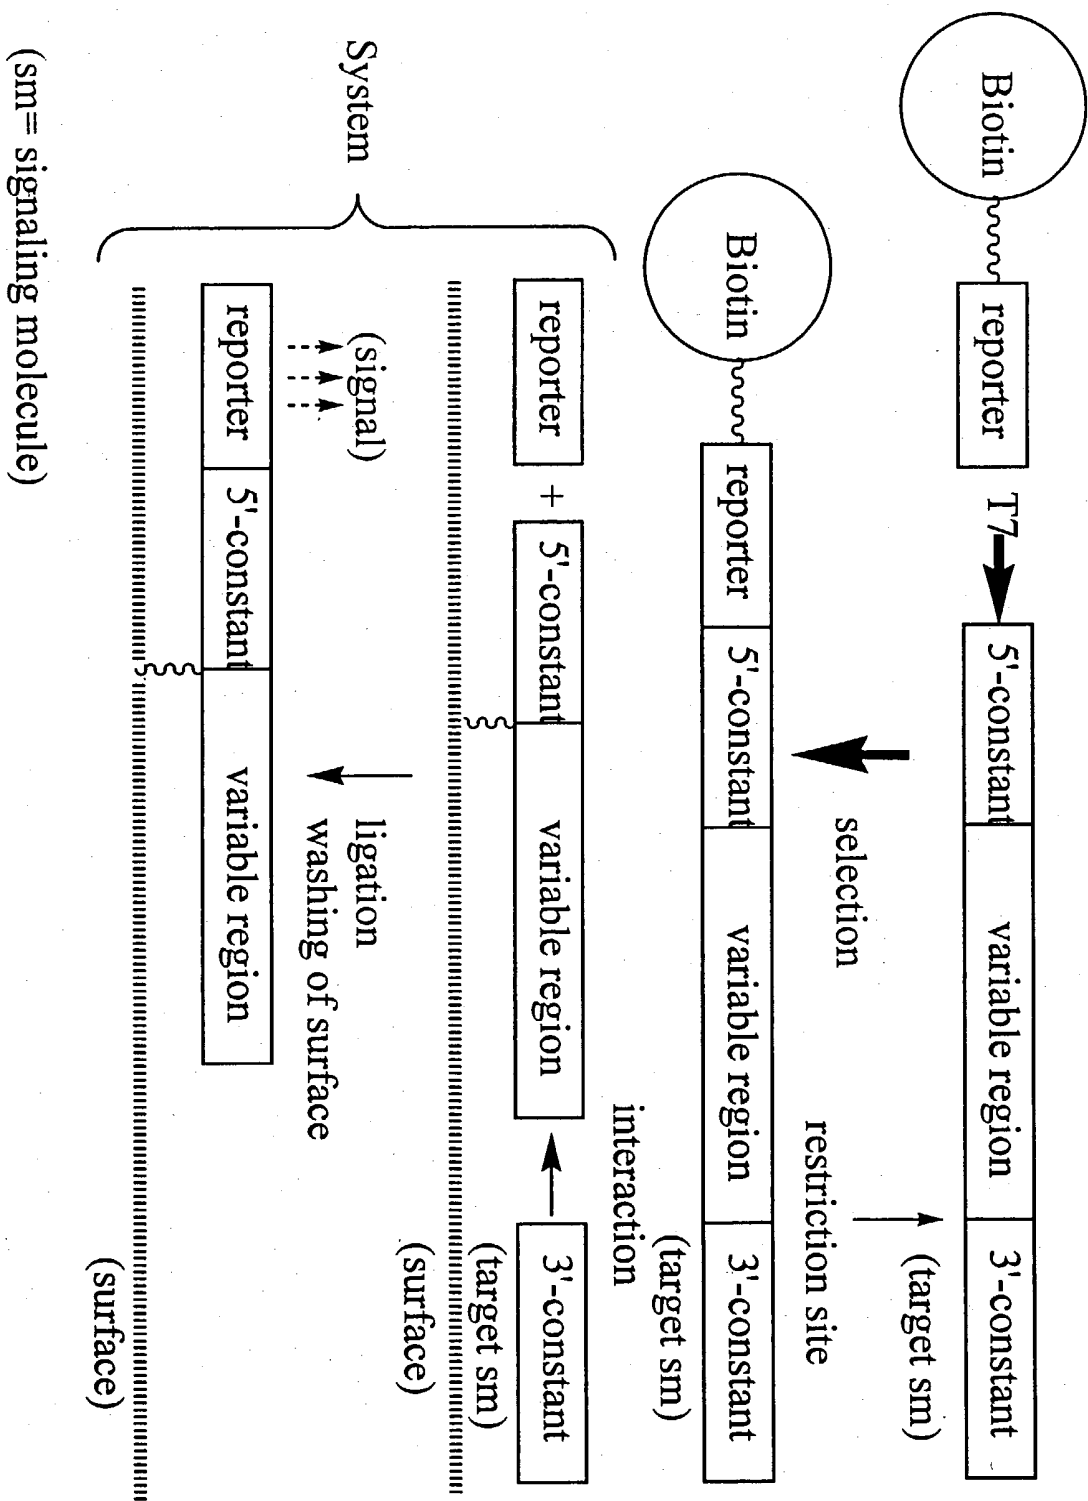 Biotin
reporter
T7
5'-constant
variable region
3'-constant
(target sm)
selection
restriction site
Biotin
reporter
5'-constant
variable region
3'-constant
(target sm)
interaction
System
reporter
+
5'-constant
variable region
3'-constant
(target sm)
(surface)
(signal)
ligation
washing of surface
reporter
5'-constant
variable region
(surface)
(sm= signaling molecule)